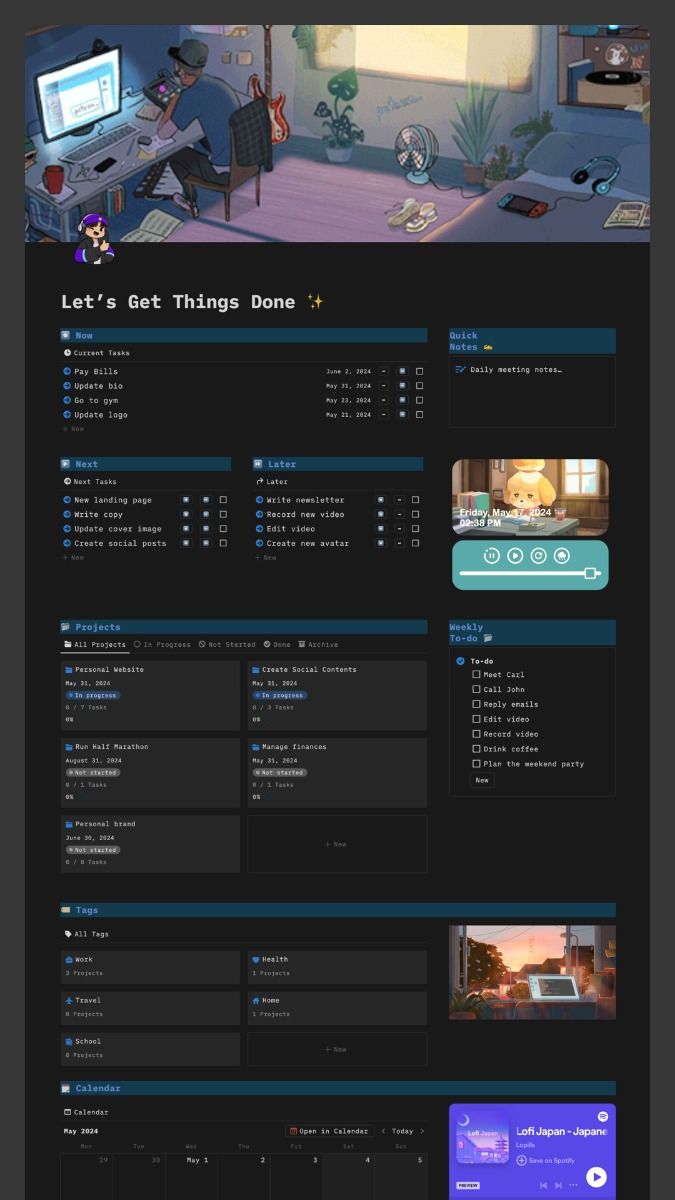 Let's Get Things Done ✨
Now
Current Tasks
Pay Bills June 2, 2024
Update bio May 31, 2024
Go to gym May 23, 2024
Update logo May 21, 2024
+ New
Quick
Notes
Daily meeting notes…
Next
Next Tasks
New landing page
Write copy
Update cover image
Create social posts
+ New
Later
Later
Write newsletter
Record new video
Edit video
Create new avatar
+ New
Friday, May 17, 2024
02:38 PM
Projects
All Projects In Progress Not Started Done Archive
Personal Website
May 31, 2024
In progress
0 / 7 Tasks
0%
Create Social Contents
May 31, 2024
In progress
0 / 3 Tasks
0%
Run Half Marathon
August 31, 2024
Not started
0 / 1 Tasks
0%
Manage finances
May 31, 2024
Not started
0 / 1 Tasks
0%
Personal brand
June 30, 2024
Not started
0 / 0 Tasks
+ New
Weekly
To-do
To-do
Meet Carl
Call John
Reply emails
Edit video
Record video
Drink coffee
Plan the weekend party
New
Tags
All Tags
Work
3 Projects
Health
1 Projects
Travel
0 Projects
Home
1 Projects
School
0 Projects
+ New
Calendar
Calendar
May 2024 Open in Calendar < Today >
Mon Tue Wed Thu Fri Sat Sun
29 30 May 1 2 3 4 5
Lofi Japan
Lofi Japan - Japane
Lopills
Save on Spotify
PREVIEW